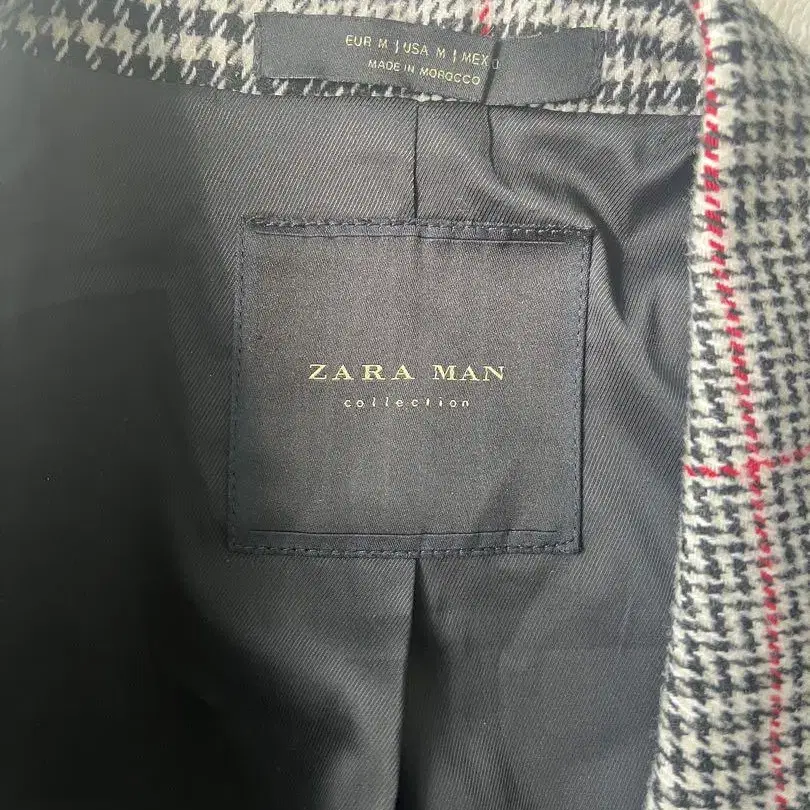 EUR M | USA M | MEX
MADE IN MOROCCO
ZARA MAN
collection